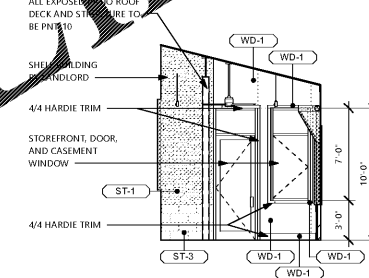 ALL EXPOSED TO ROOF
DECK AND TO
BE PNT 10
WD-1
SHELL BUILDING
BY LANDLORD
WD-1
4/4 HARDIE TRIM
STOREFRONT, DOOR,
AND CASEMENT
WINDOW
7'-0"
10'-0"
ST-1
4/4 HARDIE TRIM
3'-0"
ST-3
WD-1
WD-1
WD-1